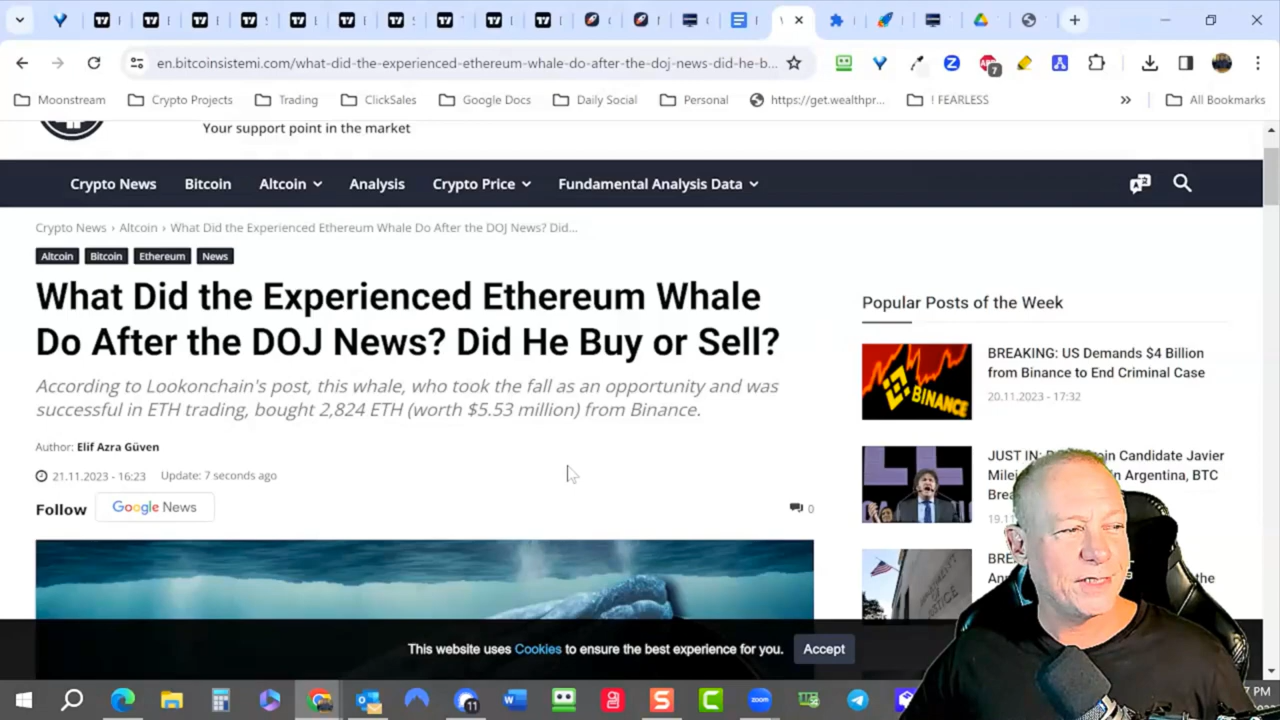 en.bitcoinsistemi.com/what-did-the-experienced-ethereum-whale-do-after-the-doj-news-did-he-b...
7
Moonstream
Crypto Projects
Trading
ClickSales
Google Docs
Daily Social
Personal
https://get.wealthpr...
! FEARLESS
»
All Bookmarks
Your support point in the market
Crypto News
Bitcoin
Altcoin
Analysis
Crypto Price
Fundamental Analysis Data
Crypto News › Altcoin › What Did the Experienced Ethereum Whale Do After the DOJ News? Did...
Altcoin
Bitcoin
Ethereum
News
What Did the Experienced Ethereum Whale
Do After the DOJ News? Did He Buy or Sell?
According to Lookonchain's post, this whale, who took the fall as an opportunity and was
successful in ETH trading, bought 2,824 ETH (worth $5.53 million) from Binance.
Author: Elif Azra Güven
21.11.2023 - 16:23
Update: 7 seconds ago
Follow
Google News
0
Popular Posts of the Week
BREAKING: US Demands $4 Billion
from Binance to End Criminal Case
20.11.2023 - 17:32
BINANCE
JUST IN: Candidate Javier
Milei in Argentina, BTC
19.11
the
This website uses Cookies to ensure the best experience for you.
Accept
11
zoom
PM